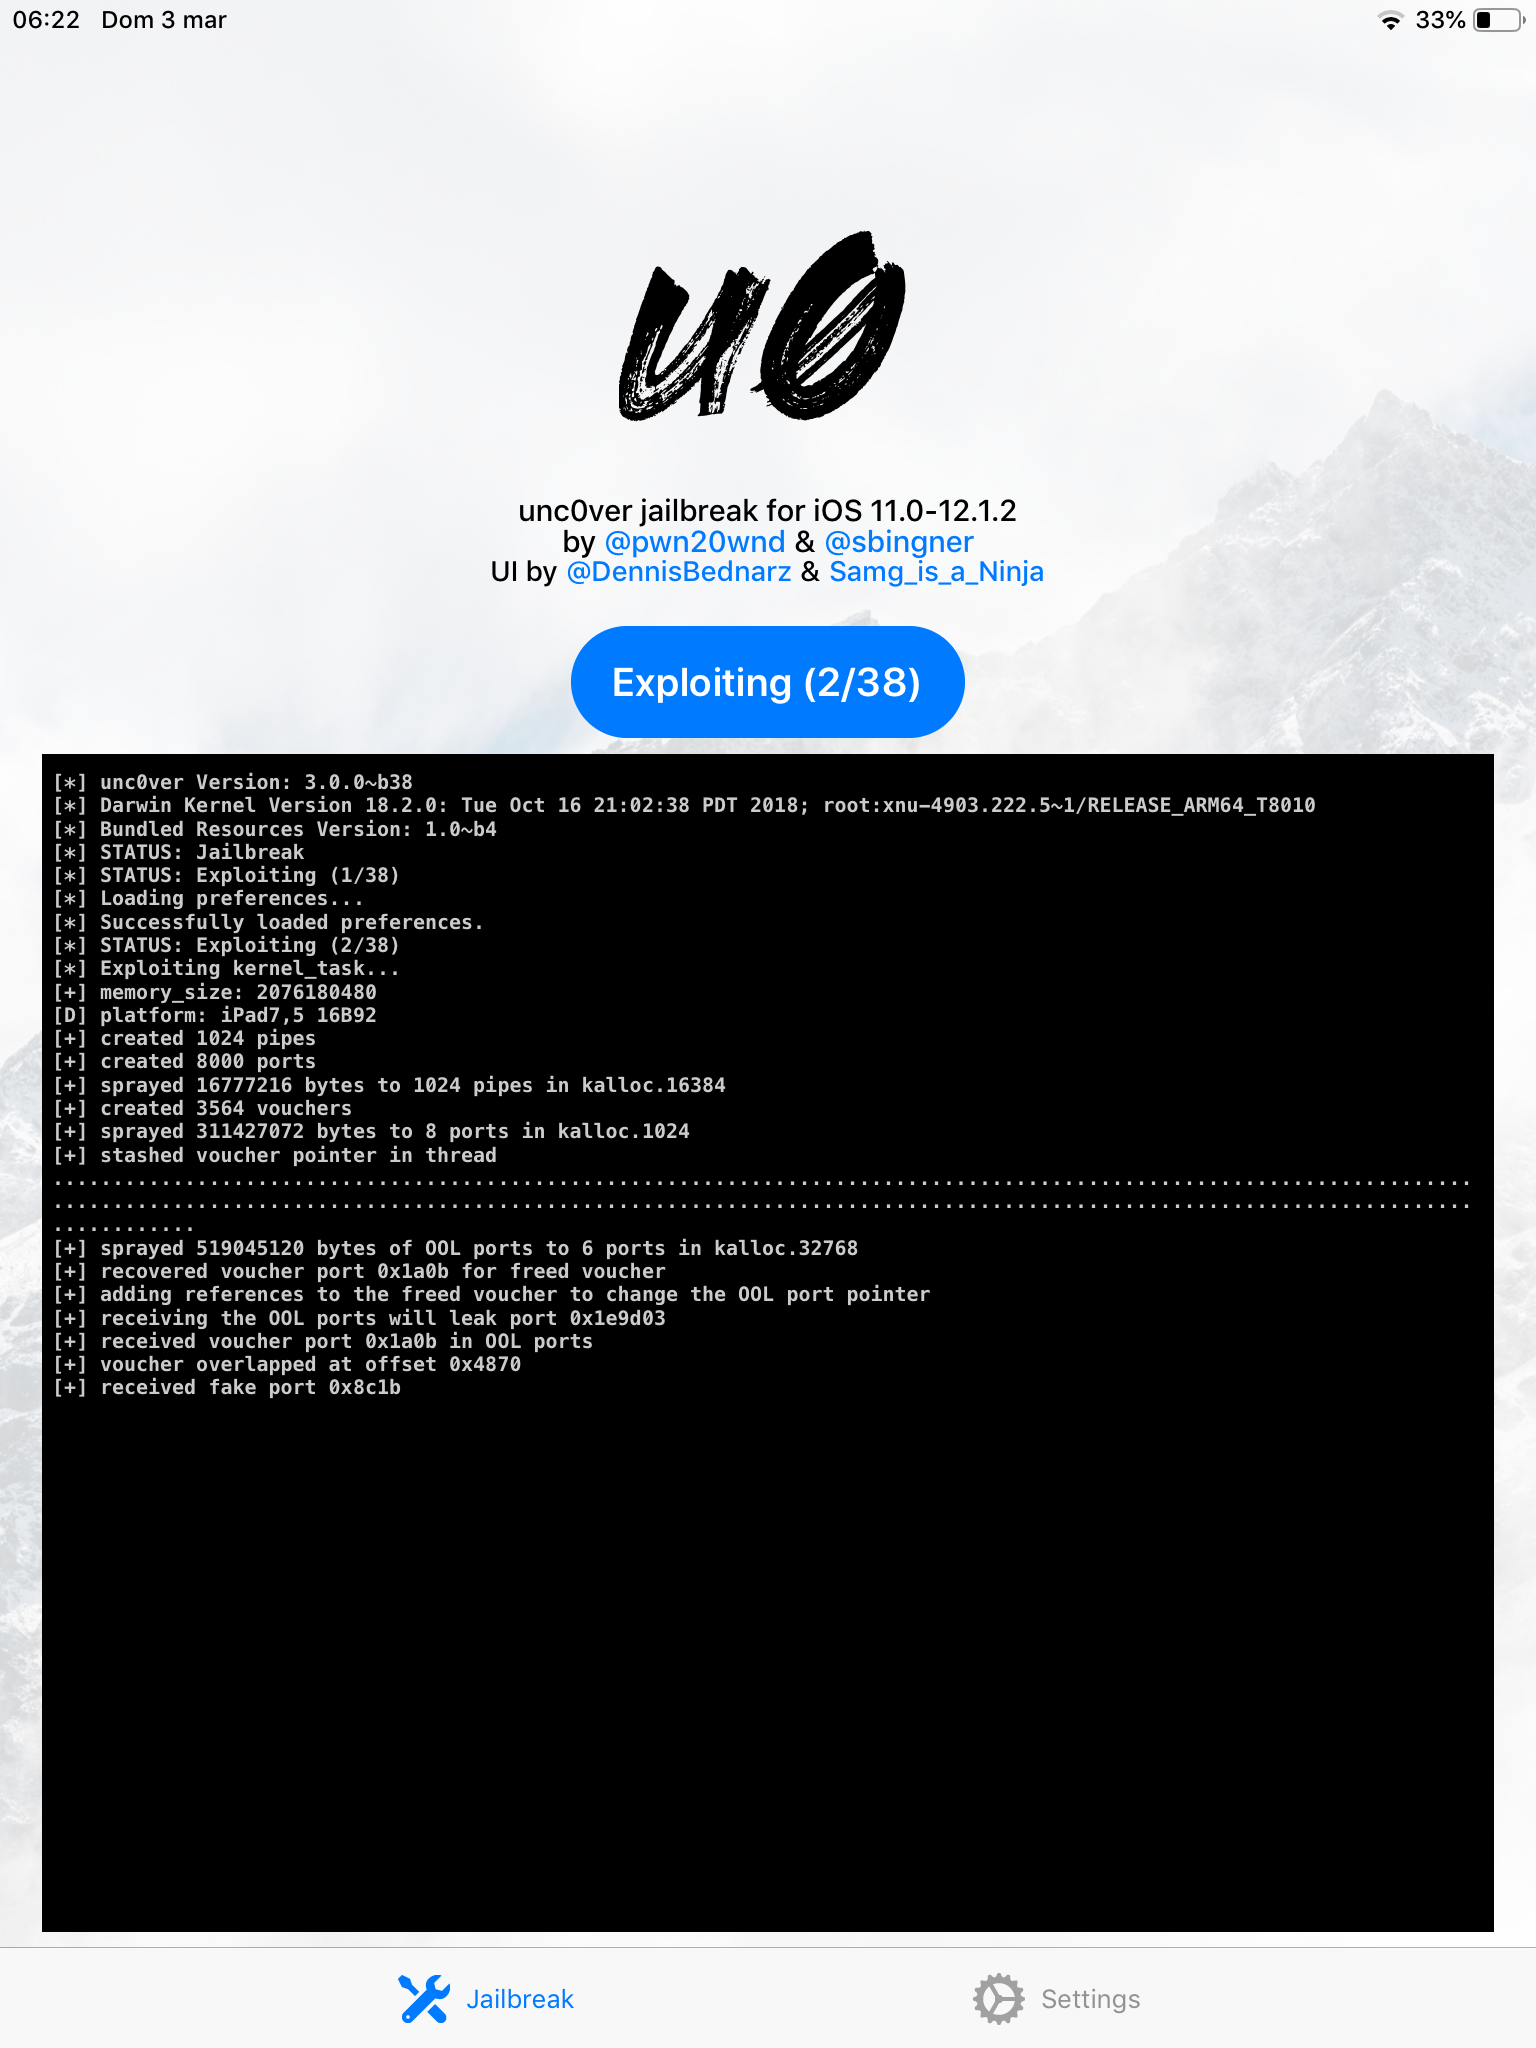 06:22 Dom 3 mar 33%
u0
unc0ver jailbreak for iOS 11.0-12.1.2
by @pwn20wnd & @sbingner
UI by @DennisBednarz & Samg_is_a_Ninja
Exploiting (2/38)
[*] unc0ver Version: 3.0.0~b38
[*] Darwin Kernel Version 18.2.0: Tue Oct 16 21:02:38 PDT 2018; root:xnu-4903.222.5~1/RELEASE_ARM64_T8010
[*] Bundled Resources Version: 1.0~b4
[*] STATUS: Jailbreak
[*] STATUS: Exploiting (1/38)
[*] Loading preferences...
[*] Successfully loaded preferences.
[*] STATUS: Exploiting (2/38)
[*] Exploiting kernel_task...
[+] memory_size: 2076180480
[D] platform: iPad7,5 16B92
[+] created 1024 pipes
[+] created 8000 ports
[+] sprayed 16777216 bytes to 1024 pipes in kalloc.16384
[+] created 3564 vouchers
[+] sprayed 311427072 bytes to 8 ports in kalloc.1024
[+] stashed voucher pointer in thread
......................................................................................................................
......................................................................................................................
............
[+] sprayed 519045120 bytes of OOL ports to 6 ports in kalloc.32768
[+] recovered voucher port 0x1a0b for freed voucher
[+] adding references to the freed voucher to change the OOL port pointer
[+] receiving the OOL ports will leak port 0x1e9d03
[+] received voucher port 0x1a0b in OOL ports
[+] voucher overlapped at offset 0x4870
[+] received fake port 0x8c1b
Jailbreak Settings